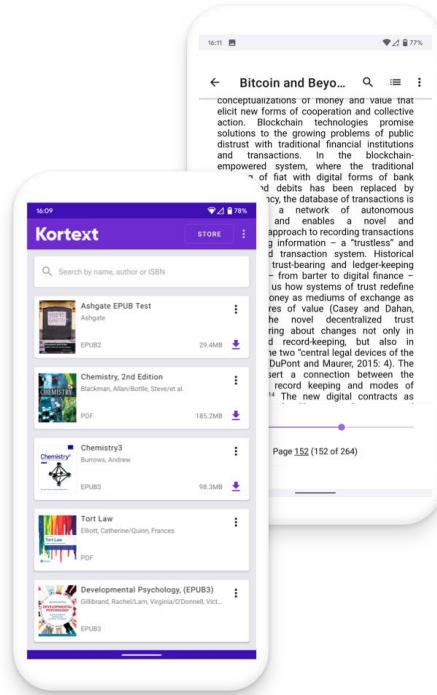 16:11
77%
Bitcoin and Beyo...
conceptualizations of money and value that
elicit new forms of cooperation and collective
action. Blockchain technologies promise
solutions to the growing problems of public
distrust with traditional financial institutions
and transactions. In the blockchain-
empowered system, where the traditional
of fiat with digital forms of bank
debits has been replaced by
the database of transactions is
a network of autonomous
and enables a novel and
approach to recording transactions
information – a "trustless" and
transaction system. Historical
trust-bearing and ledger-keeping
– from barter to digital finance –
us how systems of trust redefine
as mediums of exchange as
of value (Casey and Dahan,
novel decentralized trust
about changes not only in
record-keeping, but also in
two "central legal devices of the
DuPont and Maurer, 2015: 4). The
a connection between the
record keeping and modes of
14 The new digital contracts as
Page 152 (152 of 264)
16:09
78%
Kortext
STORE
Search by name, author or ISBN
Ashgate EPUB Test
Ashgate
EPUB2
29.4MB
CHEMISTRY
Chemistry, 2nd Edition
Blackman, Allan/Bottle, Steve/et al.
PDF
185.2MB
Chemistry³
Chemistry3
Burrows, Andrew
EPUB3
98.3MB
Tort Law
Tort Law
Elliott, Catherine/Quinn, Frances
PDF
DEVELOPMENTAL
PSYCHOLOGY
Developmental Psychology, (EPUB3)
Gillibrand, Rachel/Lam, Virginia/O'Donnell, Vict...
EPUB3